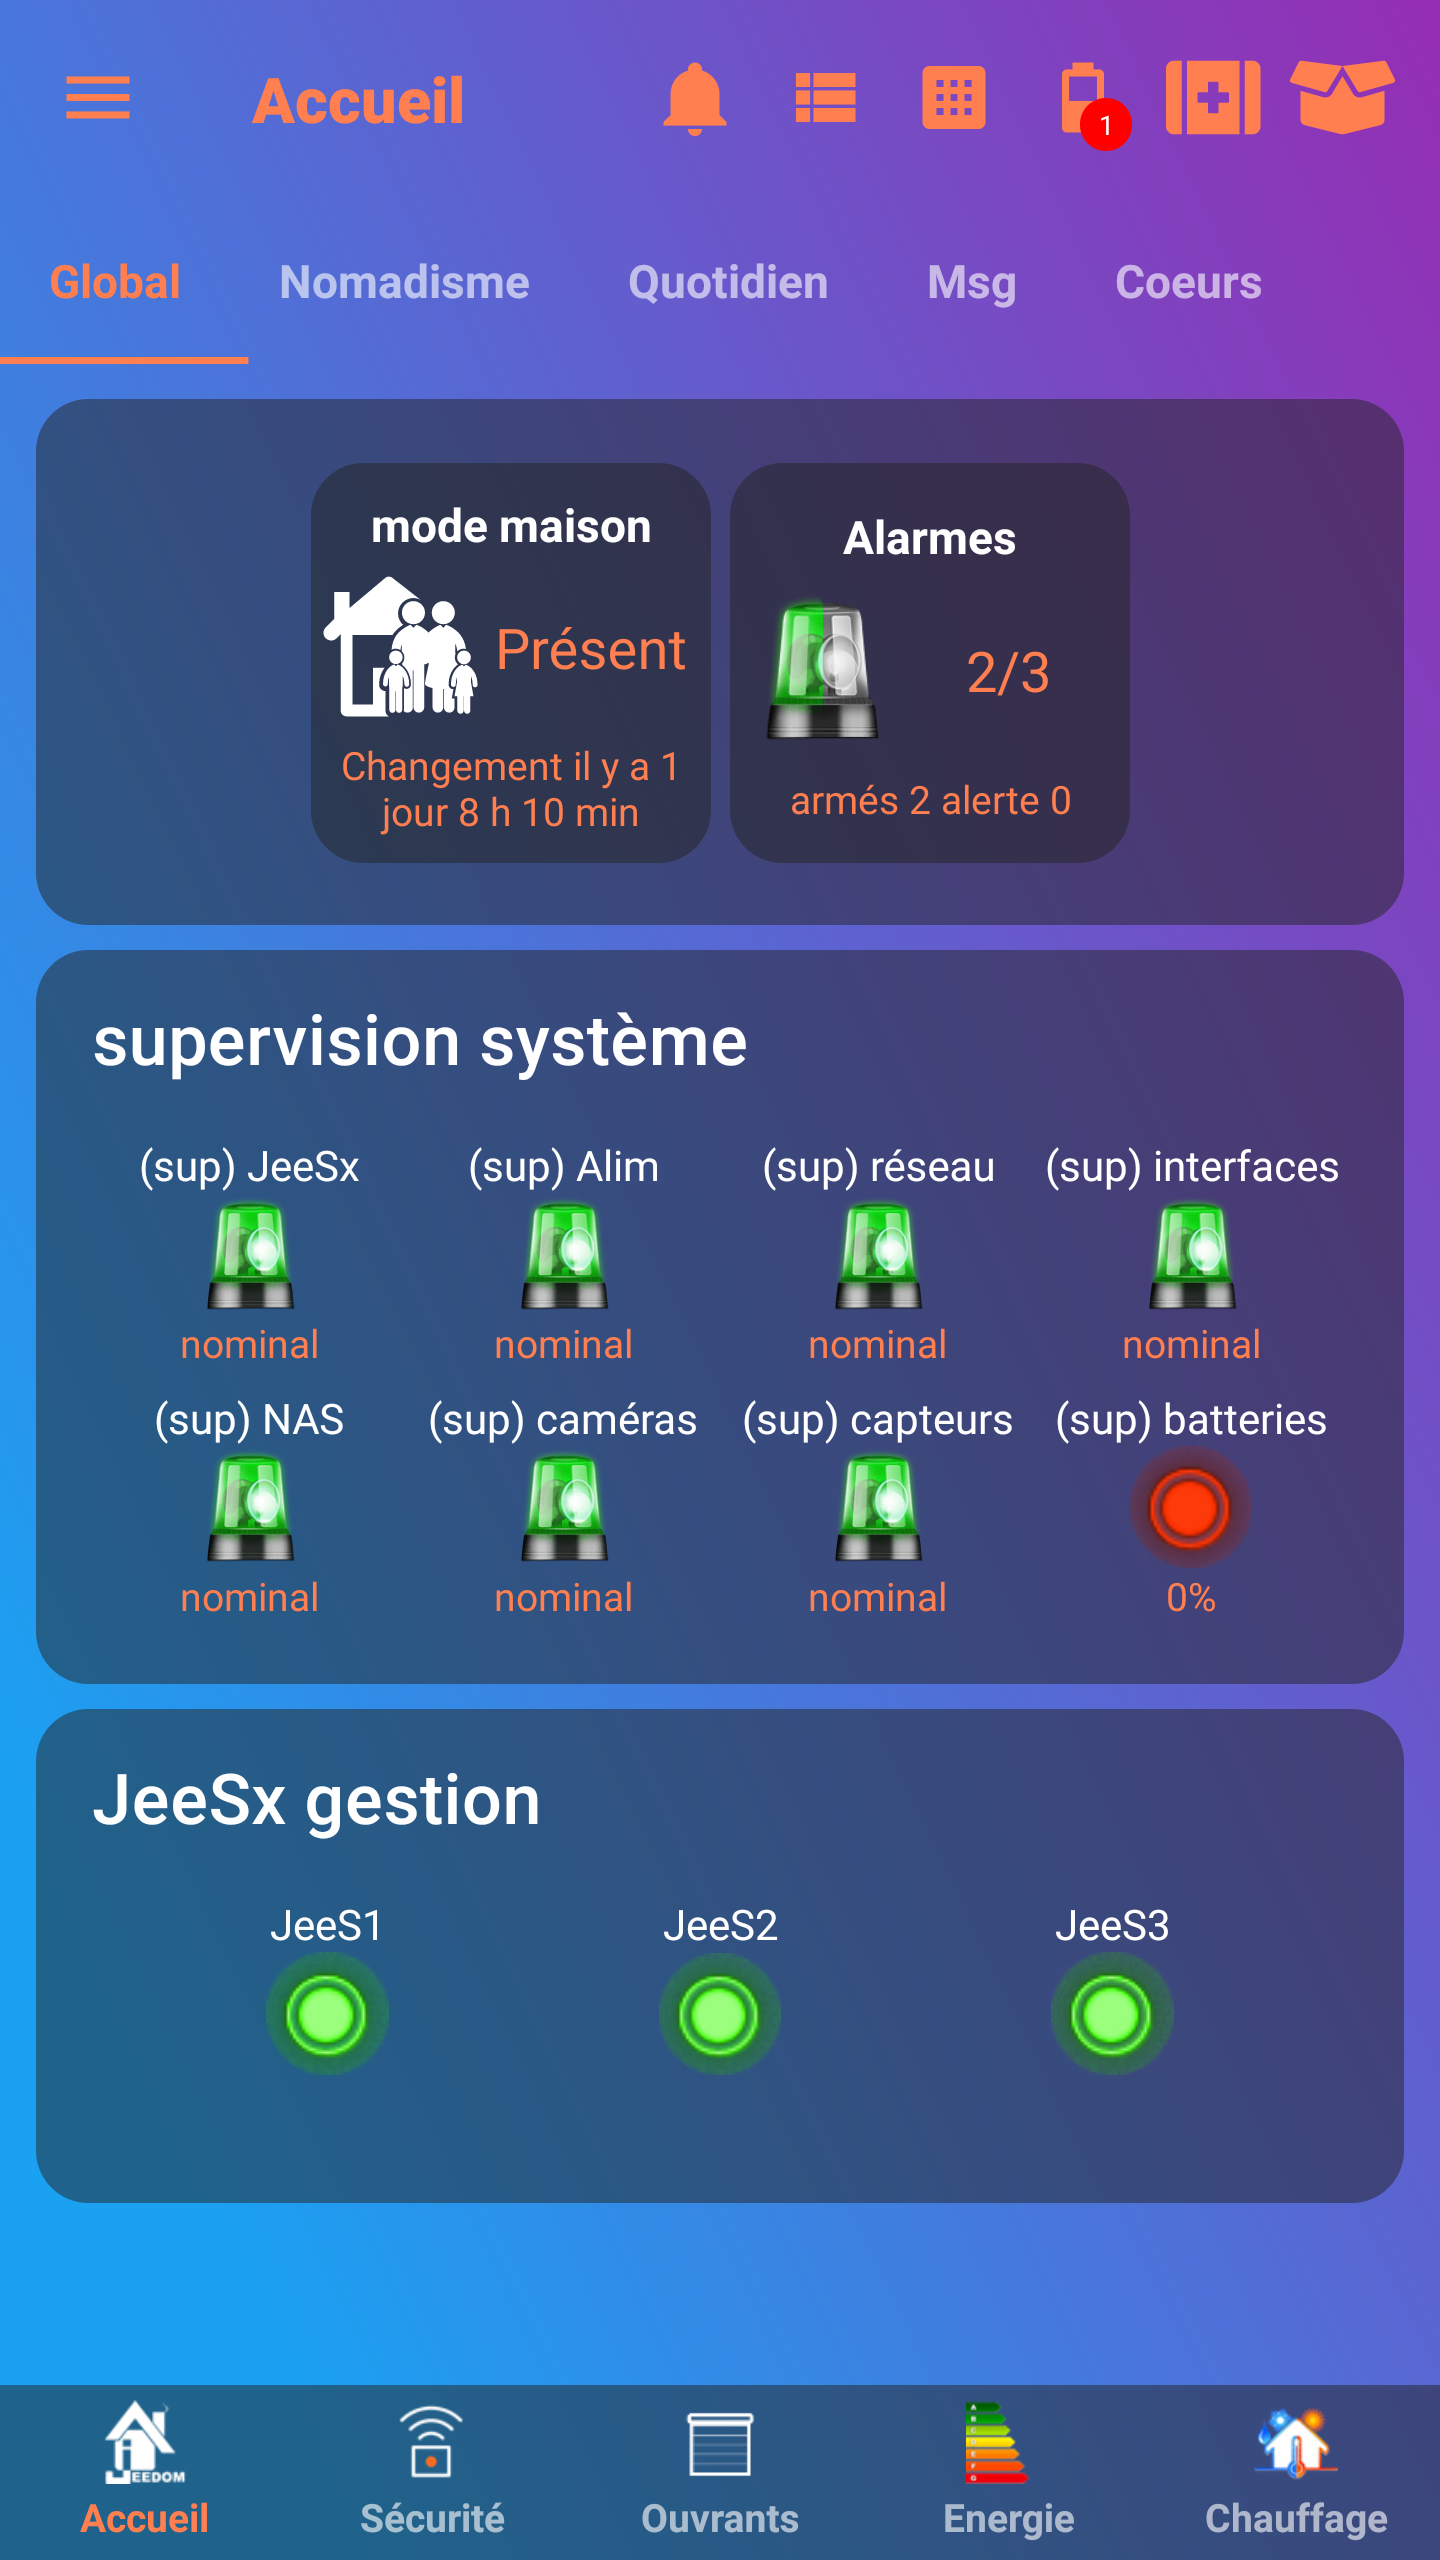 Accueil
1
Global Nomadisme Quotidien Msg Coeurs
mode maison
Présent
Changement il y a 1
jour 8 h 10 min
Alarmes
2/3
armés 2 alerte 0
supervision système
(sup) JeeSx (sup) Alim (sup) réseau (sup) interfaces
nominal nominal nominal nominal
(sup) NAS (sup) caméras (sup) capteurs (sup) batteries
nominal nominal nominal 0%
JeeSx gestion
JeeS1 JeeS2 JeeS3
JEEDOM
Accueil Sécurité Ouvrants Energie Chauffage